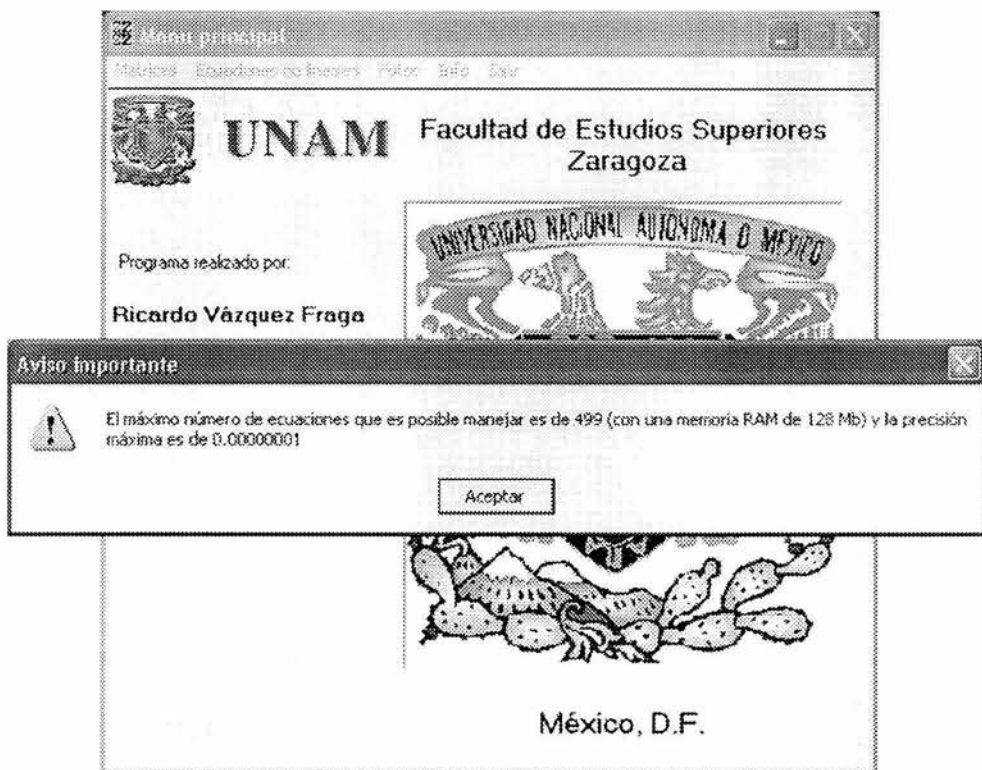 Menu principal
Matrices Ecuaciones no lineales Fotos Info Salir
UNAM
Facultad de Estudios Superiores
Zaragoza
UNIVERSIDAD NACIONAL AUTONOMA D MEXICO
Programa realizado por:
Ricardo Vázquez Fraga
Aviso importante
El máximo número de ecuaciones que es posible manejar es de 499 (con una memoria RAM de 128 Mb) y la precisión
máxima es de 0.00000001
Aceptar
México, D.F.